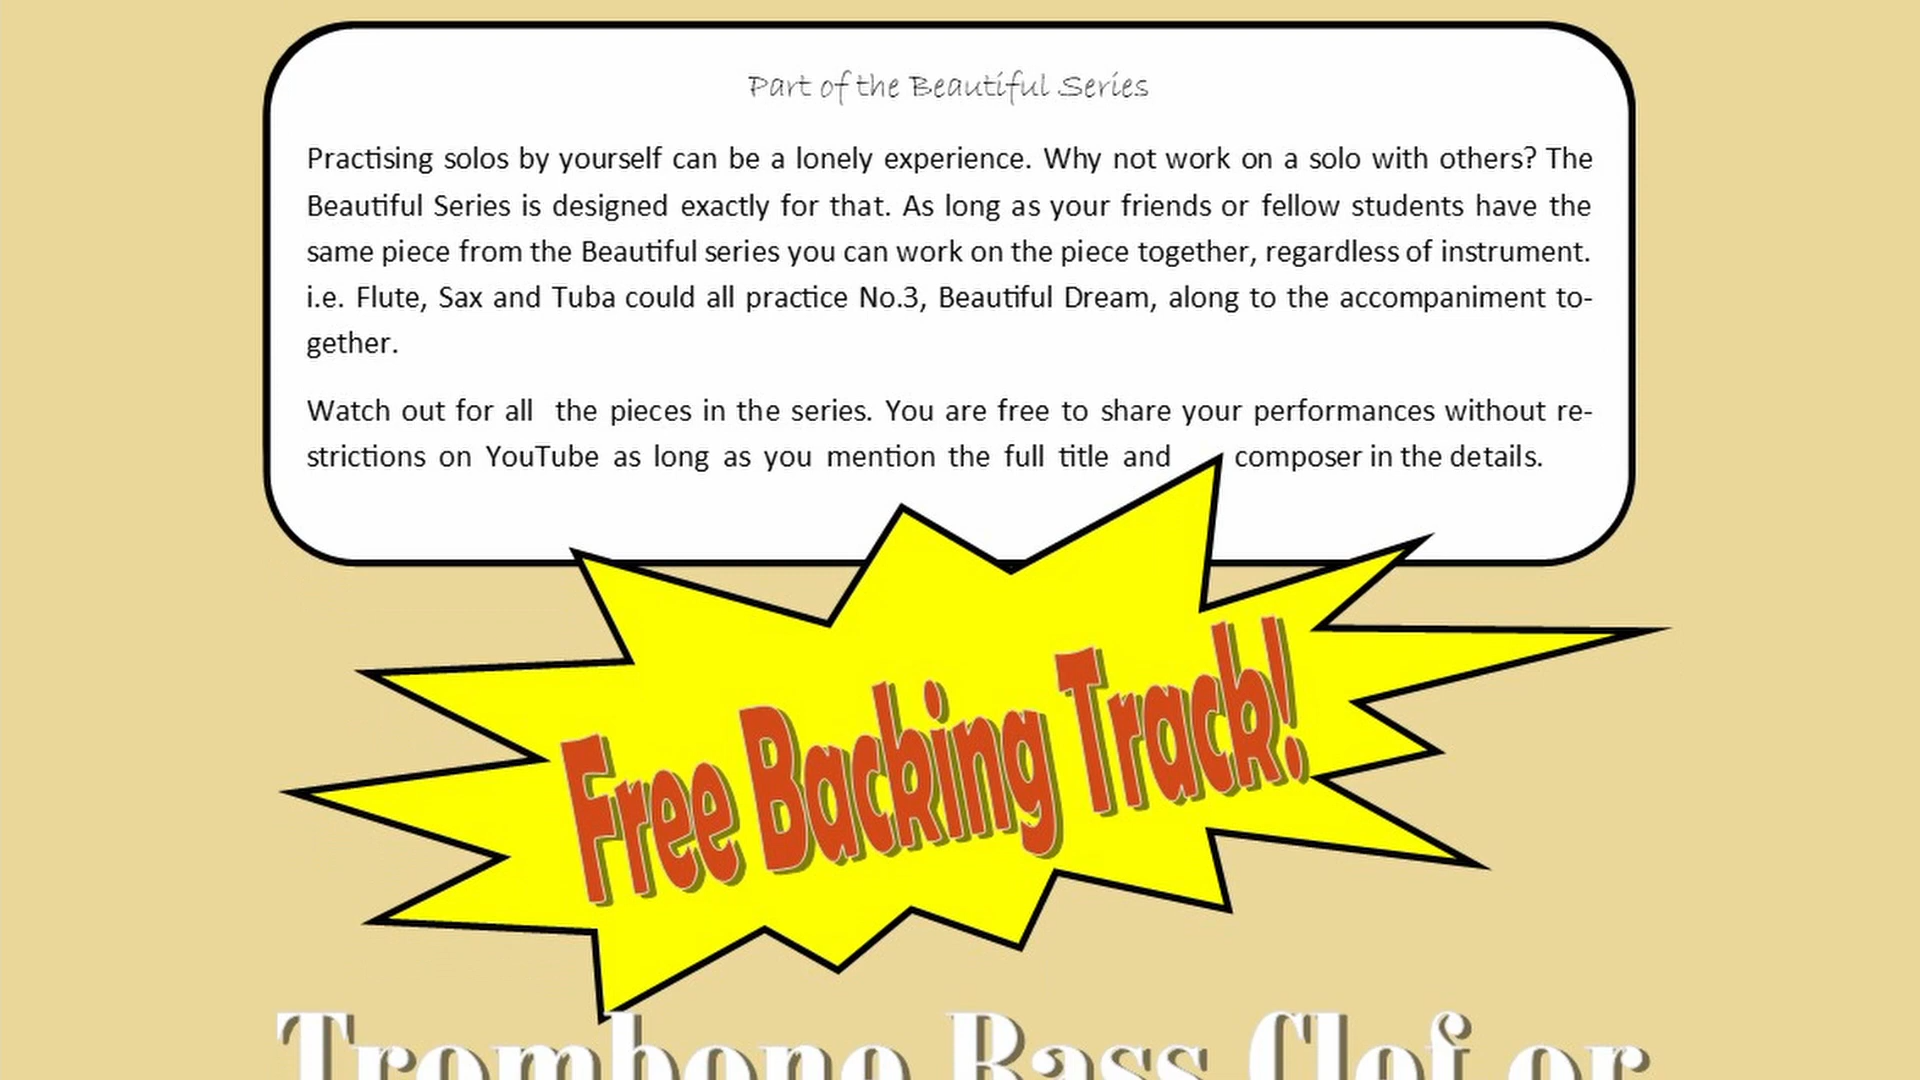 Part of the Beautiful Series
Practising solos by yourself can be a lonely experience. Why not work on a solo with others? The
Beautiful Series is designed exactly for that. As long as your friends or fellow students have the
same piece from the Beautiful series you can work on the piece together, regardless of instrument.
i.e. Flute, Sax and Tuba could all practice No.3, Beautiful Dream, along to the accompaniment to-
gether.
Watch out for all the pieces in the series. You are free to share your performances without re-
strictions on YouTube as long as you mention the full title and composer in the details.
Free Backing Track!
Trombone Bass Clef or